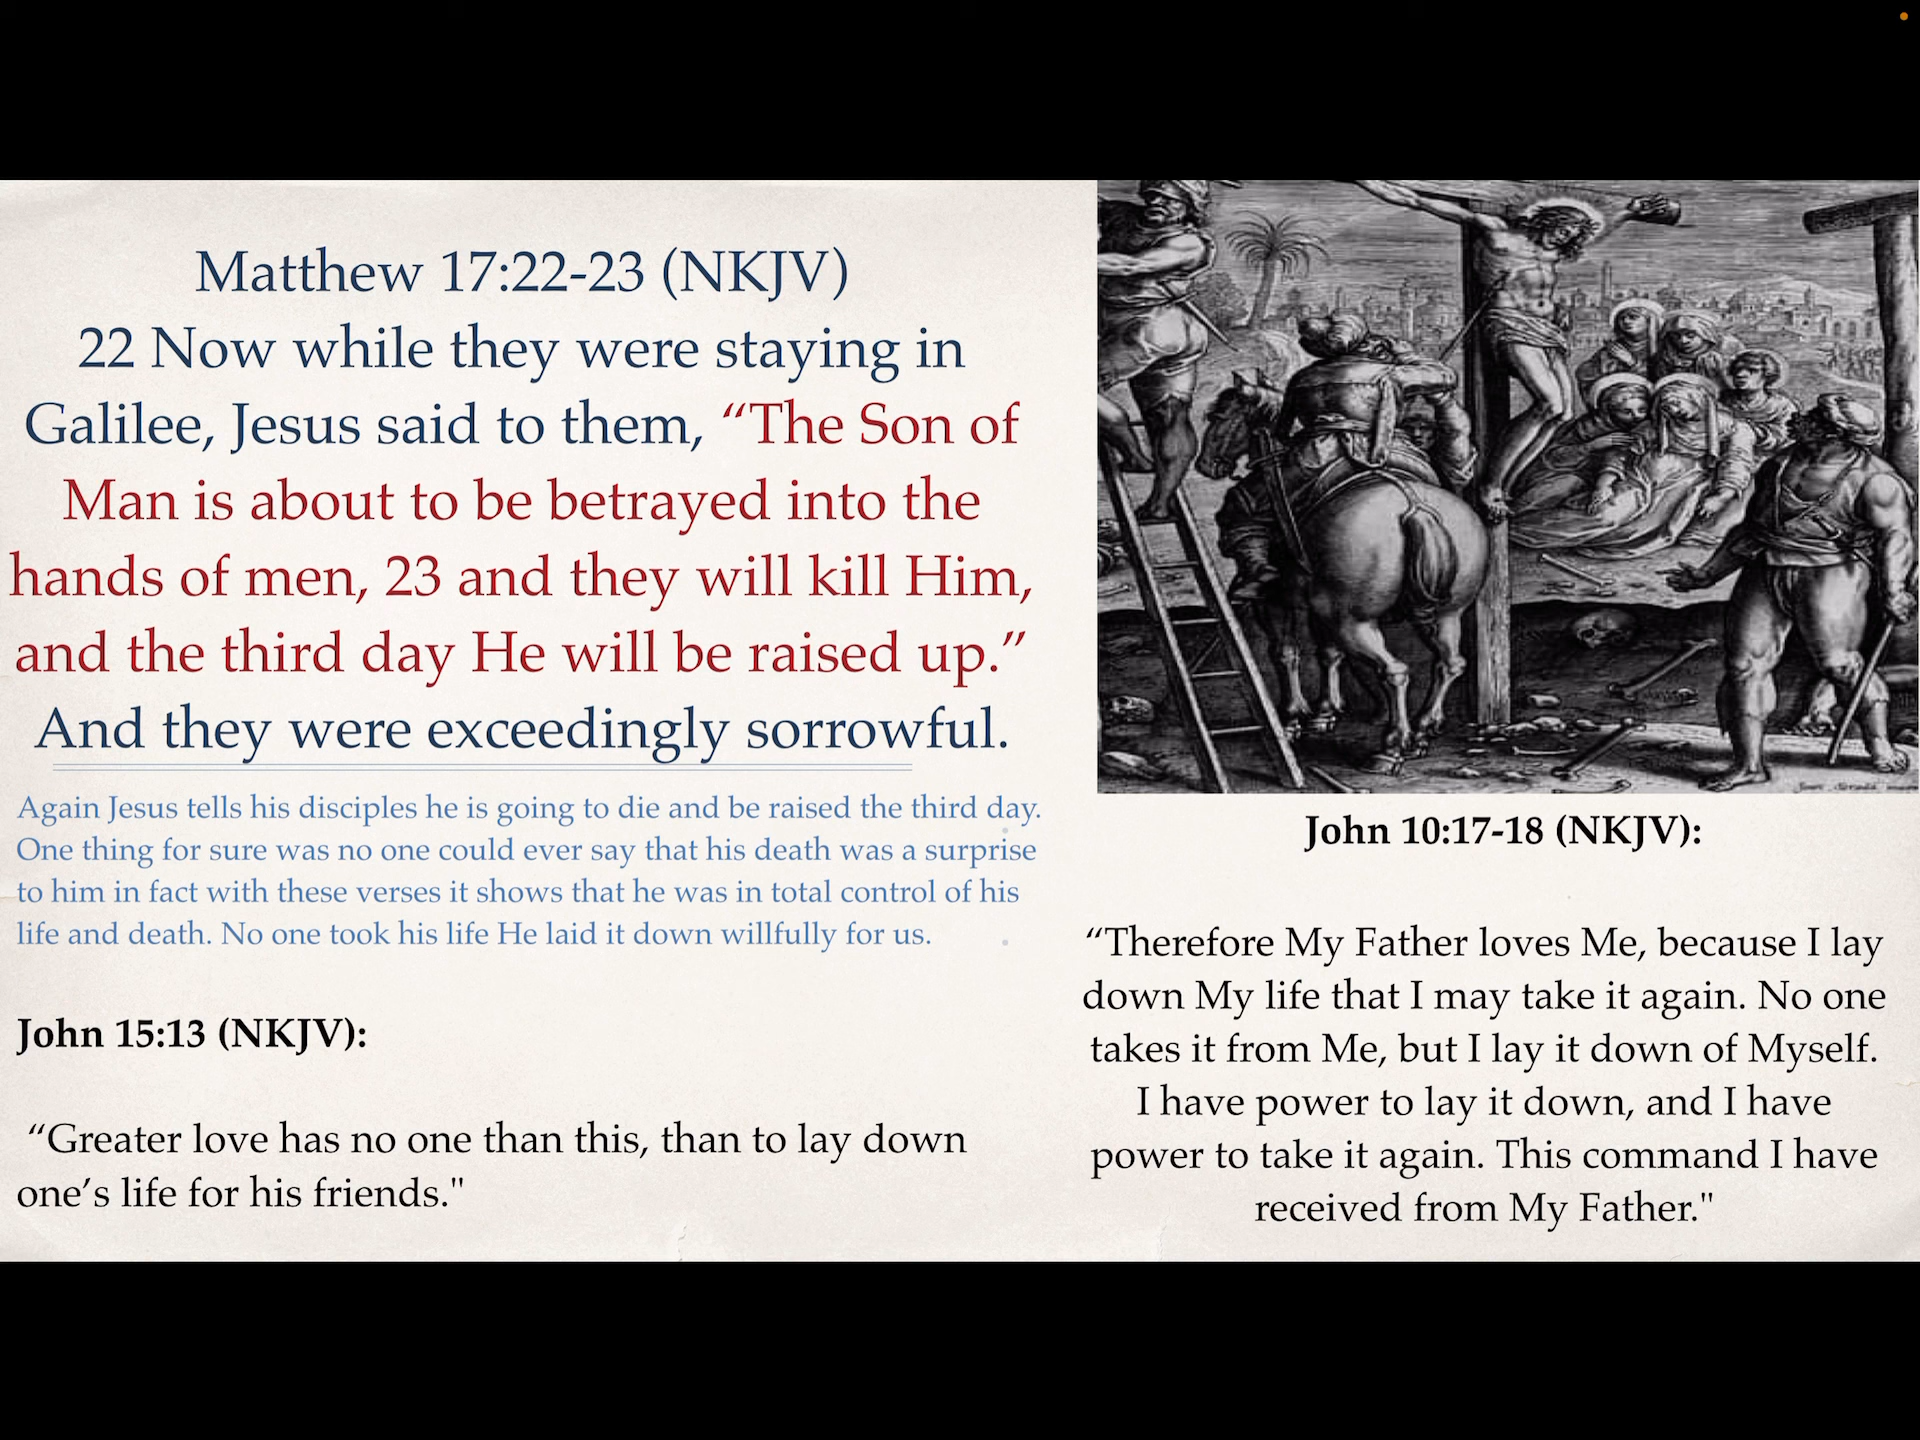 Matthew 17:22-23 (NKJV)
22 Now while they were staying in
Galilee, Jesus said to them, “The Son of
Man is about to be betrayed into the
hands of men, 23 and they will kill Him,
and the third day He will be raised up.”
And they were exceedingly sorrowful.
Again Jesus tells his disciples he is going to die and be raised the third day.
One thing for sure was no one could ever say that his death was a surprise
to him in fact with these verses it shows that he was in total control of his
life and death. No one took his life He laid it down willfully for us.
John 15:13 (NKJV):
“Greater love has no one than this, than to lay down
one’s life for his friends."
John 10:17-18 (NKJV):
“Therefore My Father loves Me, because I lay
down My life that I may take it again. No one
takes it from Me, but I lay it down of Myself.
I have power to lay it down, and I have
power to take it again. This command I have
received from My Father."